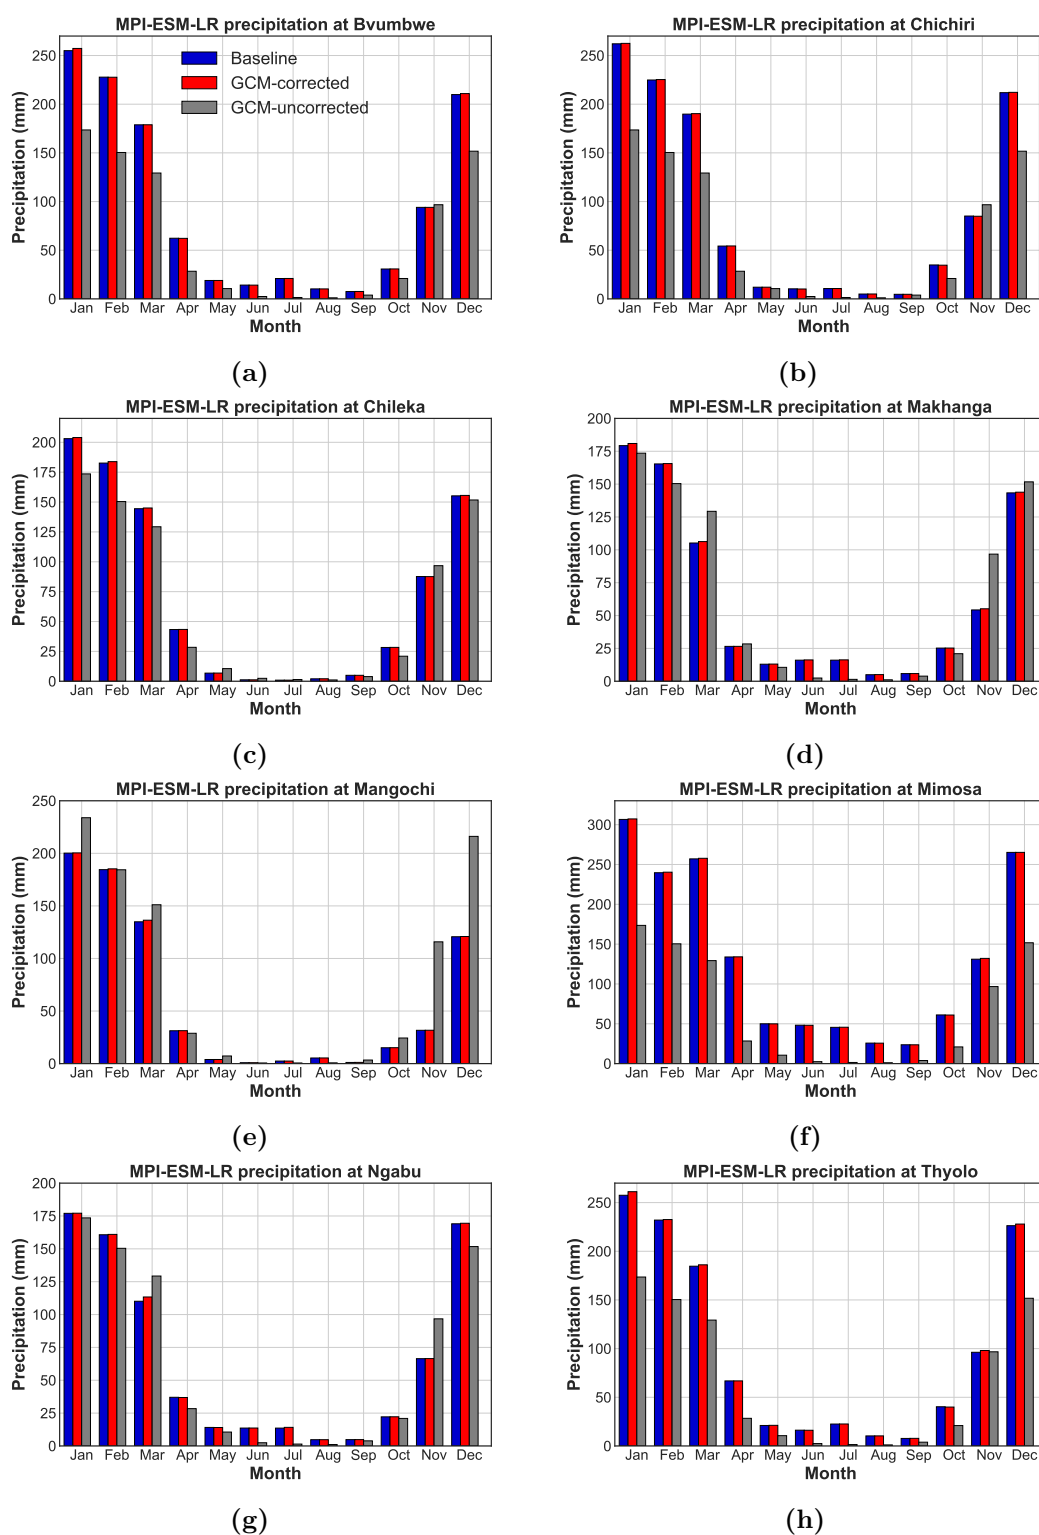 MPI-ESM-LR precipitation at Bvumbwe
Precipitation (mm)
250
200
150
100
50
0
Baseline
GCM-corrected
GCM-uncorrected
Jan Feb Mar Apr May Jun Jul Aug Sep Oct Nov Dec
Month
(a)
MPI-ESM-LR precipitation at Chichiri
Precipitation (mm)
250
200
150
100
50
0
Jan Feb Mar Apr May Jun Jul Aug Sep Oct Nov Dec
Month
(b)
MPI-ESM-LR precipitation at Chileka
Precipitation (mm)
200
175
150
125
100
75
50
25
0
Jan Feb Mar Apr May Jun Jul Aug Sep Oct Nov Dec
Month
(c)
MPI-ESM-LR precipitation at Makhanga
Precipitation (mm)
200
175
150
125
100
75
50
25
0
Jan Feb Mar Apr May Jun Jul Aug Sep Oct Nov Dec
Month
(d)
MPI-ESM-LR precipitation at Mangochi
Precipitation (mm)
250
200
150
100
50
0
Jan Feb Mar Apr May Jun Jul Aug Sep Oct Nov Dec
Month
(e)
MPI-ESM-LR precipitation at Mimosa
Precipitation (mm)
300
250
200
150
100
50
0
Jan Feb Mar Apr May Jun Jul Aug Sep Oct Nov Dec
Month
(f)
MPI-ESM-LR precipitation at Ngabu
Precipitation (mm)
200
175
150
125
100
75
50
25
0
Jan Feb Mar Apr May Jun Jul Aug Sep Oct Nov Dec
Month
(g)
MPI-ESM-LR precipitation at Thyolo
Precipitation (mm)
250
200
150
100
50
0
Jan Feb Mar Apr May Jun Jul Aug Sep Oct Nov Dec
Month
(h)